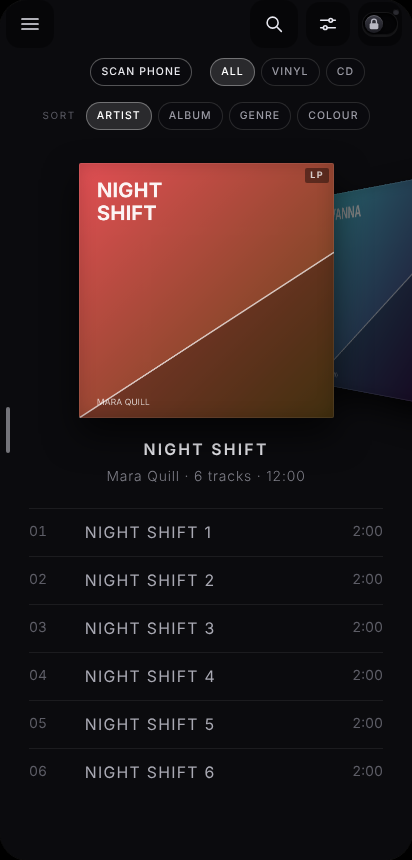 SCAN PHONE ALL VINYL CD
SORT ARTIST ALBUM GENRE COLOUR
LP
NIGHT
SHIFT
MARA QUILL
NIGHT SHIFT
Mara Quill · 6 tracks · 12:00
01 NIGHT SHIFT 1 2:00
02 NIGHT SHIFT 2 2:00
03 NIGHT SHIFT 3 2:00
04 NIGHT SHIFT 4 2:00
05 NIGHT SHIFT 5 2:00
06 NIGHT SHIFT 6 2:00